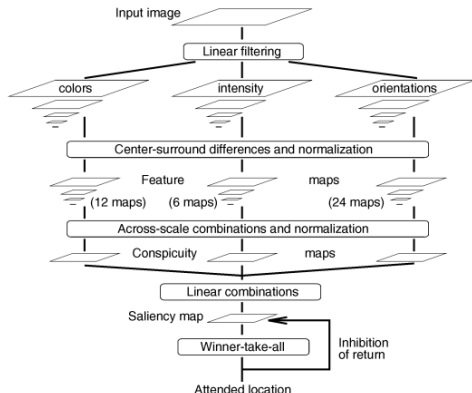 Input image
Linear filtering
colors intensity orientations
Center-surround differences and normalization
Feature maps
(12 maps) (6 maps) (24 maps)
Across-scale combinations and normalization
Conspicuity maps
Linear combinations
Saliency map
Inhibition
of return
Winner-take-all
Attended location